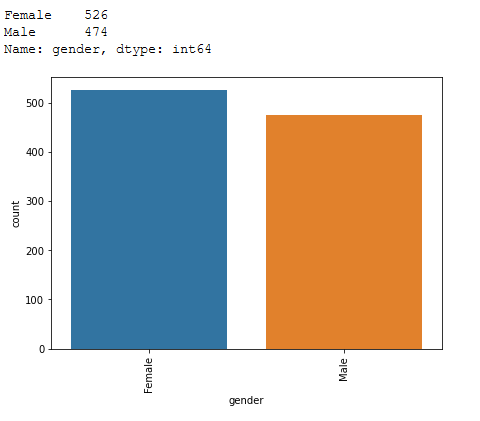 Female    526
Male      474
Name: gender, dtype: int64
500
400
300
200
100
0
count
Female
Male
gender